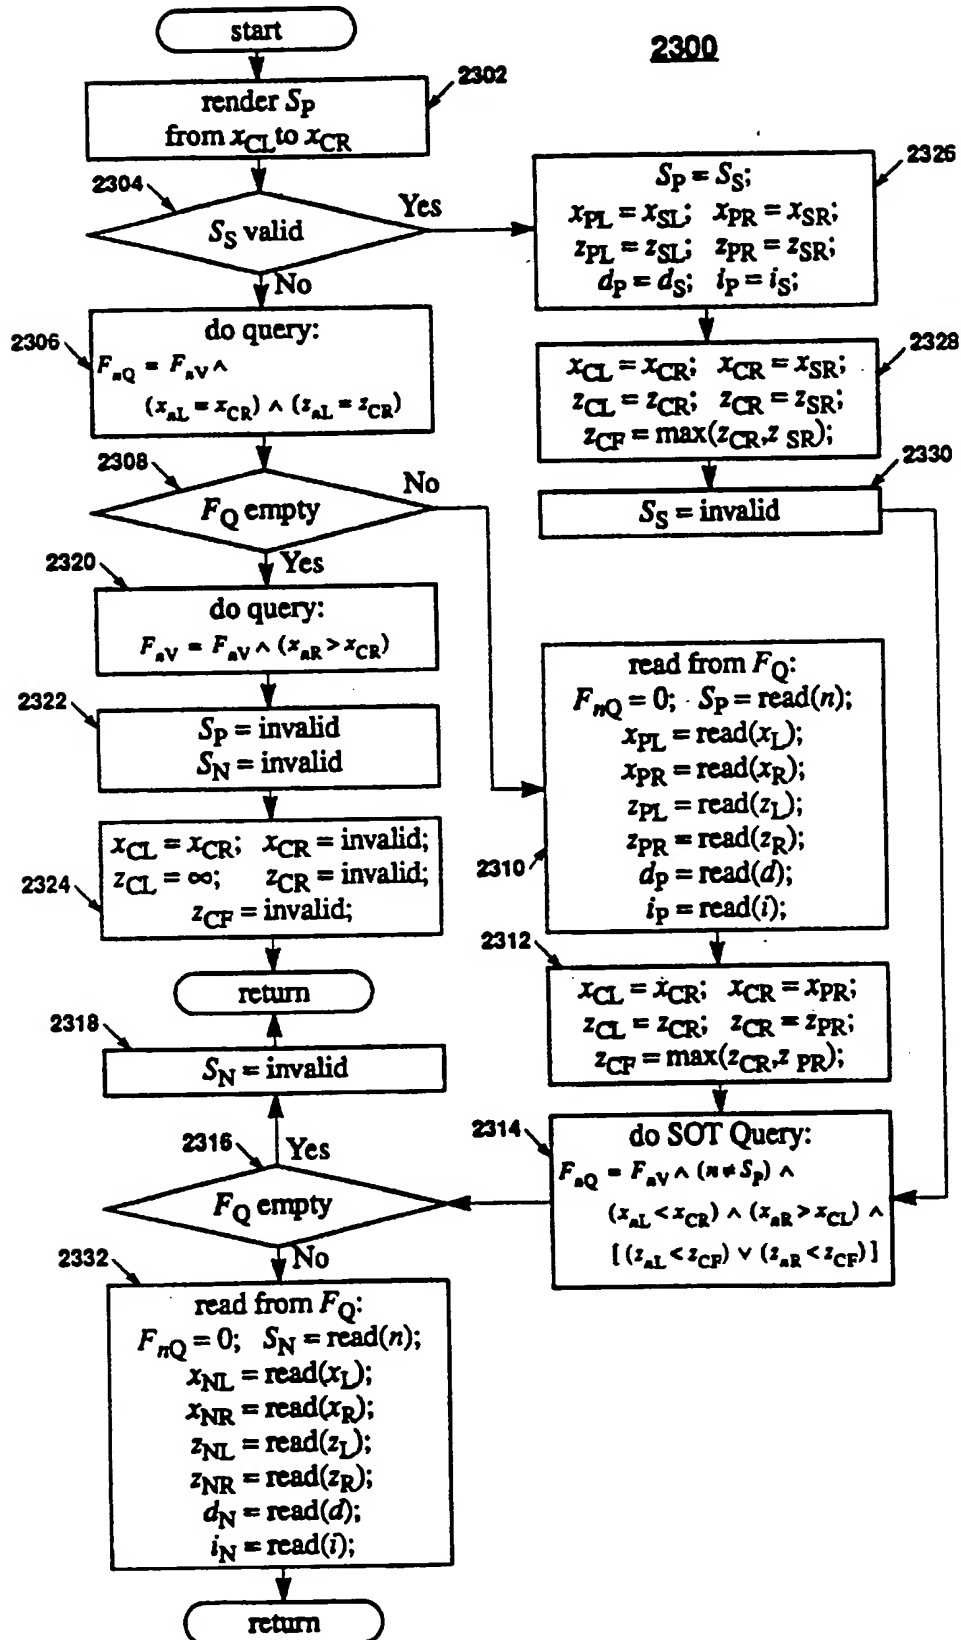 start
2300
2302
render S_P
from x_CL to x_CR
2304
S_S valid
Yes
No
2326
S_P = S_S;
x_PL = x_SL; x_PR = x_SR;
z_PL = z_SL; z_PR = z_SR;
d_P = d_S; i_P = i_S;
2328
x_CL = x_CR; x_CR = x_SR;
z_CL = z_CR; z_CR = z_SR;
z_CF = max(z_CR,z_SR);
2330
S_S = invalid
2306
do query:
F_nQ = F_nV ∧
(x_nL = x_CR) ∧ (z_nL = z_CR)
2308
F_Q empty
No
Yes
2320
do query:
F_nV = F_nV ∧ (x_nR > x_CR)
2322
S_P = invalid
S_N = invalid
2324
x_CL = x_CR; x_CR = invalid;
z_CL = ∞; z_CR = invalid;
z_CF = invalid;
return
2310
read from F_Q:
F_nQ = 0; S_P = read(n);
x_PL = read(x_L);
x_PR = read(x_R);
z_PL = read(z_L);
z_PR = read(z_R);
d_P = read(d);
i_P = read(i);
2312
x_CL = x_CR; x_CR = x_PR;
z_CL = z_CR; z_CR = z_PR;
z_CF = max(z_CR,z_PR);
2314
do SOT Query:
F_nQ = F_nV ∧ (n ≠ S_P) ∧
(x_nL < x_CR) ∧ (x_nR > x_CL) ∧
[(z_nL < z_CF) ∨ (z_nR < z_CF)]
2318
S_N = invalid
2316
Yes
F_Q empty
No
2332
read from F_Q:
F_nQ = 0; S_N = read(n);
x_NL = read(x_L);
x_NR = read(x_R);
z_NL = read(z_L);
z_NR = read(z_R);
d_N = read(d);
i_N = read(i);
return